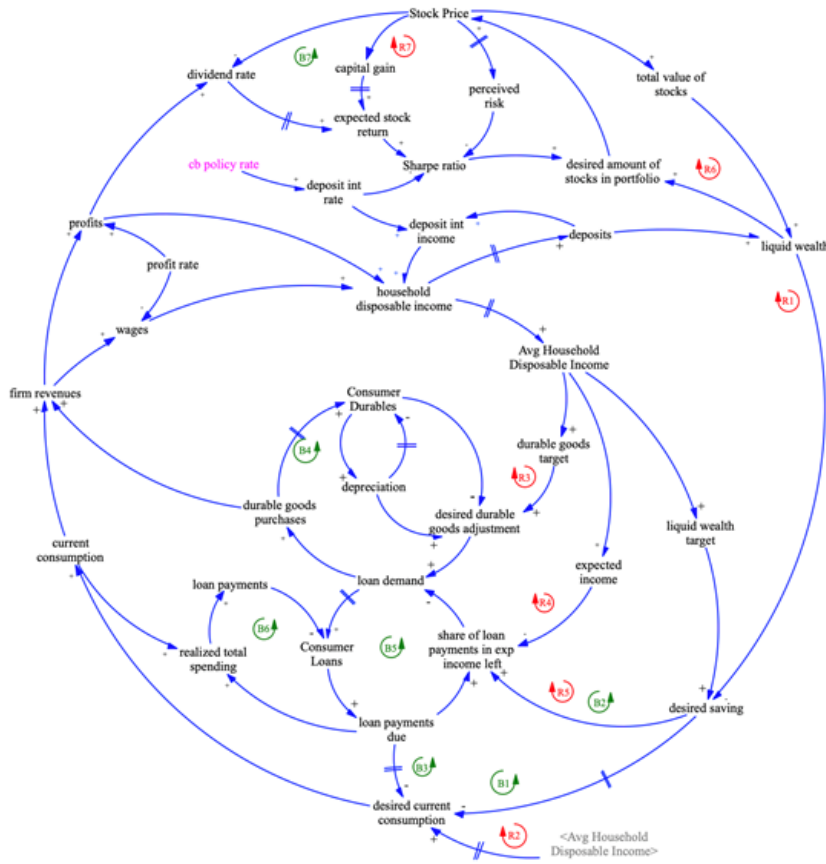 Stock Price
B7
R7
dividend rate
capital gain
total value of
stocks
perceived
risk
expected stock
return
cb policy rate
Sharpe ratio
desired amount of
stocks in portfolio
R6
deposit int
rate
profits
deposit int
income
deposits
liquid wealth
profit rate
household
disposable income
R1
wages
Avg Household
Disposable Income
firm revenues
Consumer
Durables
B4
durable goods
target
R3
depreciation
durable goods
purchases
desired durable
goods adjustment
liquid wealth
target
current
consumption
loan payments
loan demand
expected
income
R4
B6
realized total
spending
Consumer
Loans
B5
share of loan
payments in exp
income left
R5
B2
desired saving
loan payments
due
B3
B1
desired current
consumption
R2
<Avg Household
Disposable Income>